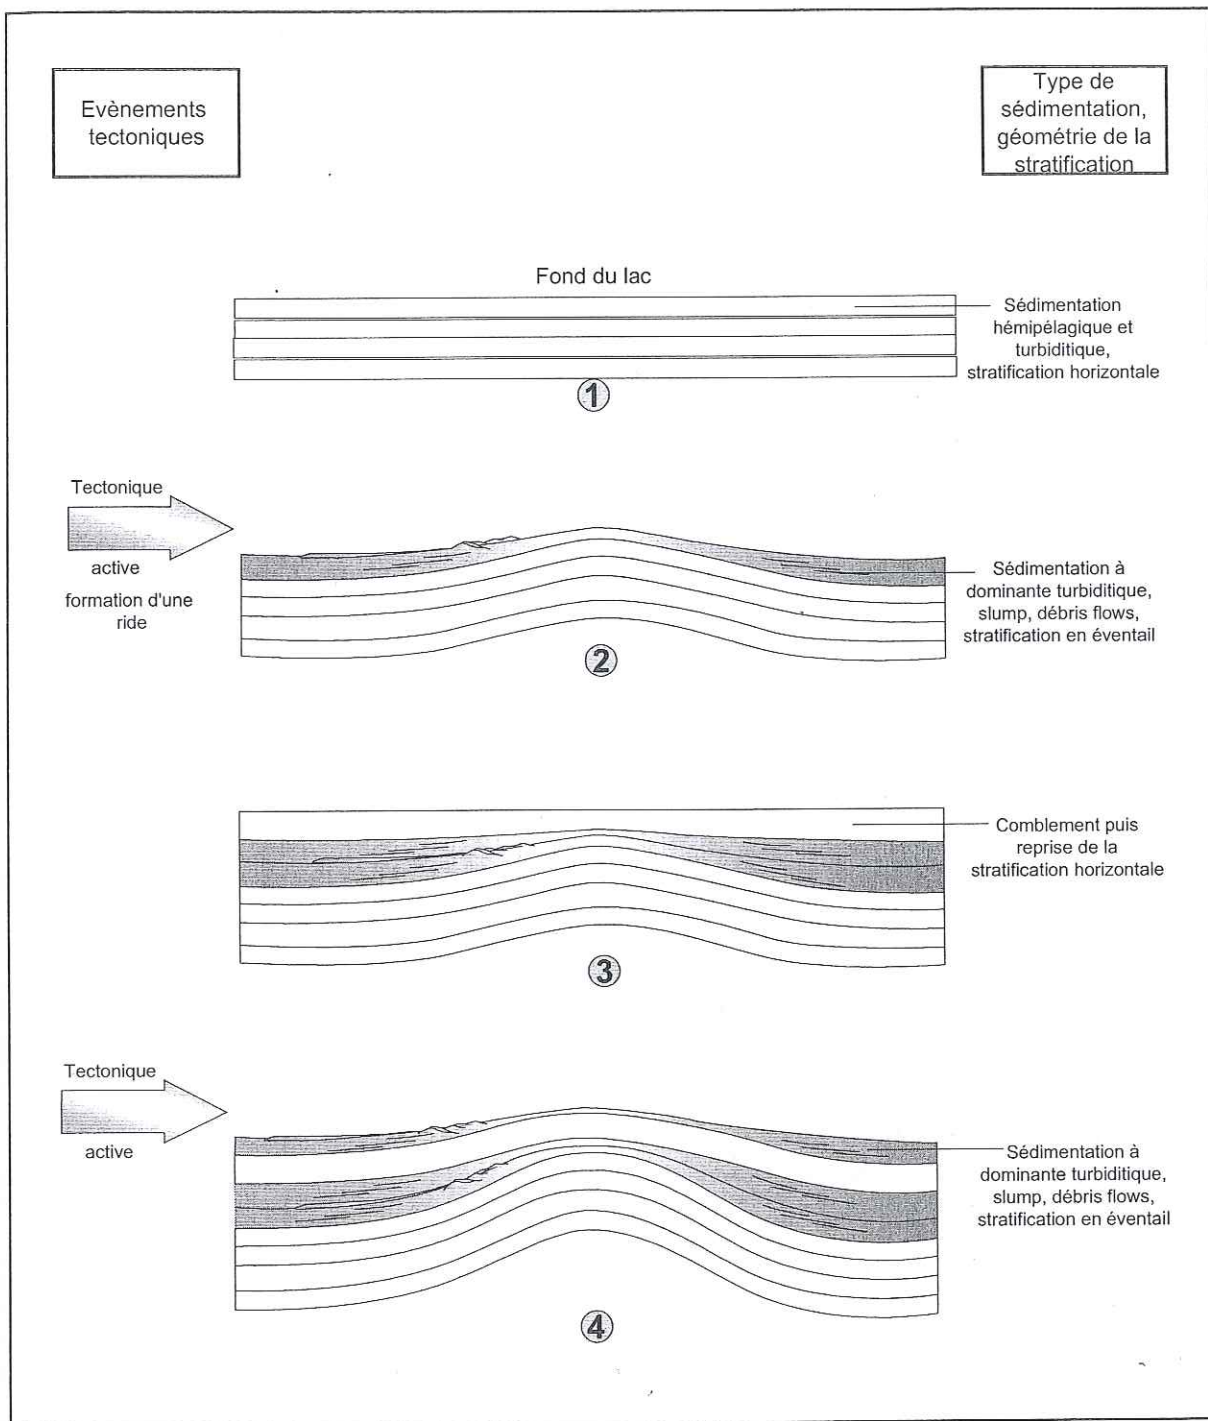 Evènements
tectoniques
Type de
sédimentation,
géométrie de la
stratification
Fond du lac
Sédimentation
hémipélagique et
turbiditique,
stratification horizontale
1
Tectonique
active
formation d'une
ride
Sédimentation à
dominante turbiditique,
slump, débris flows,
stratification en éventail
2
Comblement puis
reprise de la
stratification horizontale
3
Tectonique
active
Sédimentation à
dominante turbiditique,
slump, débris flows,
stratification en éventail
4